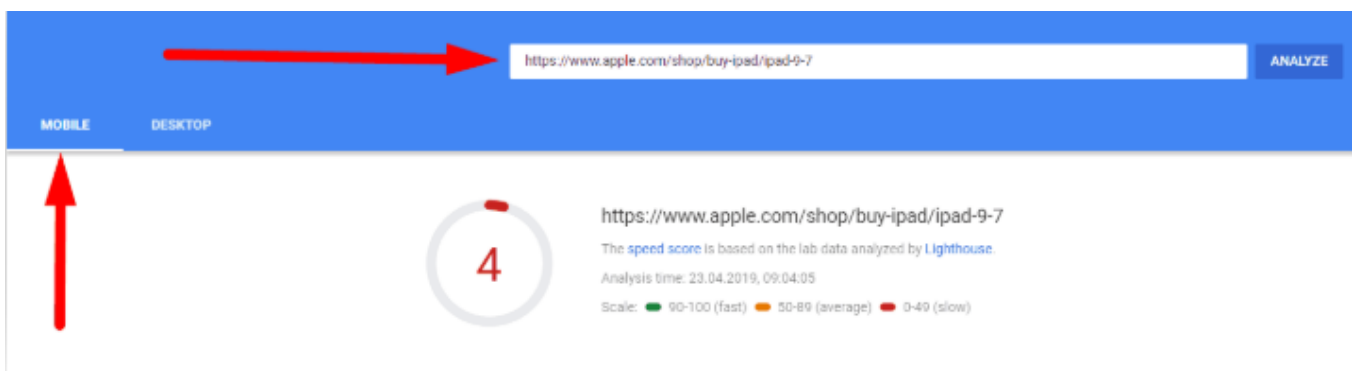 https://www.apple.com/shop/buy-ipad/ipad-9-7
ANALYZE
MOBILE
DESKTOP
4
https://www.apple.com/shop/buy-ipad/ipad-9-7
The speed score is based on the lab data analyzed by Lighthouse.
Analysis time: 23.04.2019, 09:04:05
Scale: 90-100 (fast) 50-89 (average) 0-49 (slow)